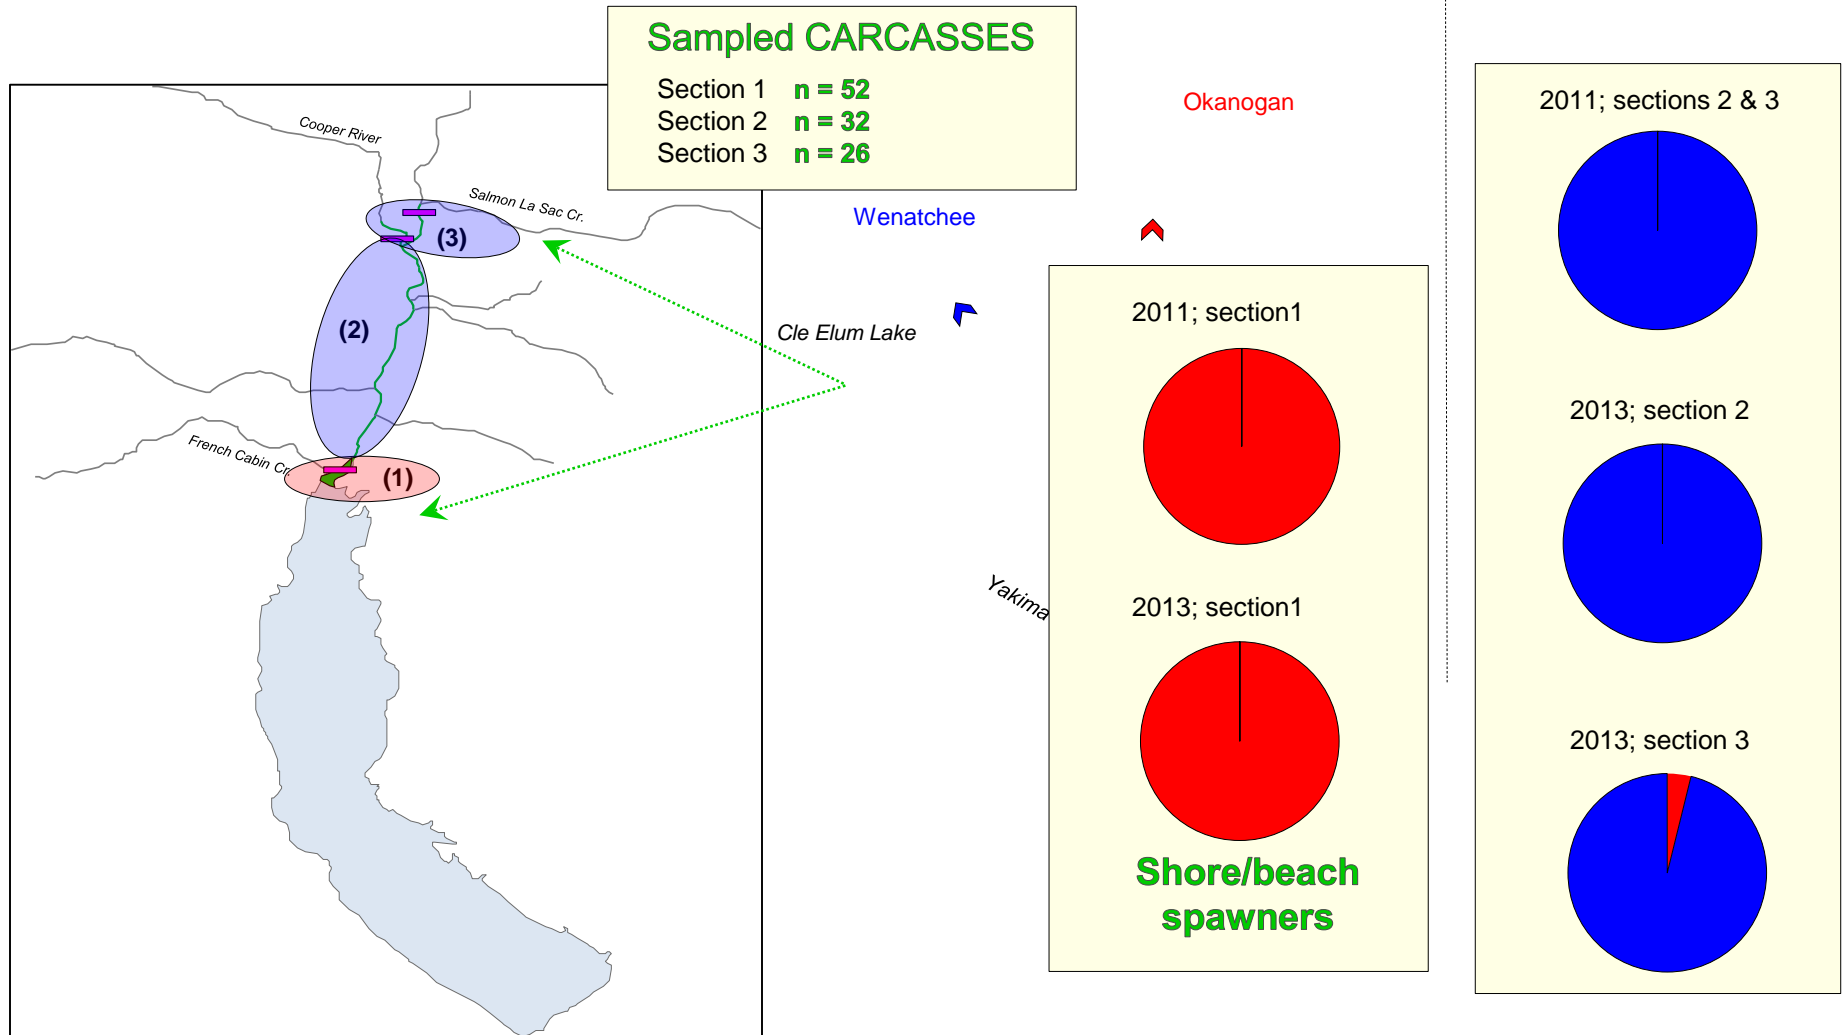 Sampled CARCASSES
Section 1 n = 52
Section 2 n = 32
Section 3 n = 26
Cooper River
Salmon La Sac Cr.
(3)
(2)
French Cabin Cr.
(1)
Okanogan
Wenatchee
Cle Elum Lake
Yakima
2011; section1
2013; section1
Shore/beach
spawners
2011; sections 2 & 3
2013; section 2
2013; section 3